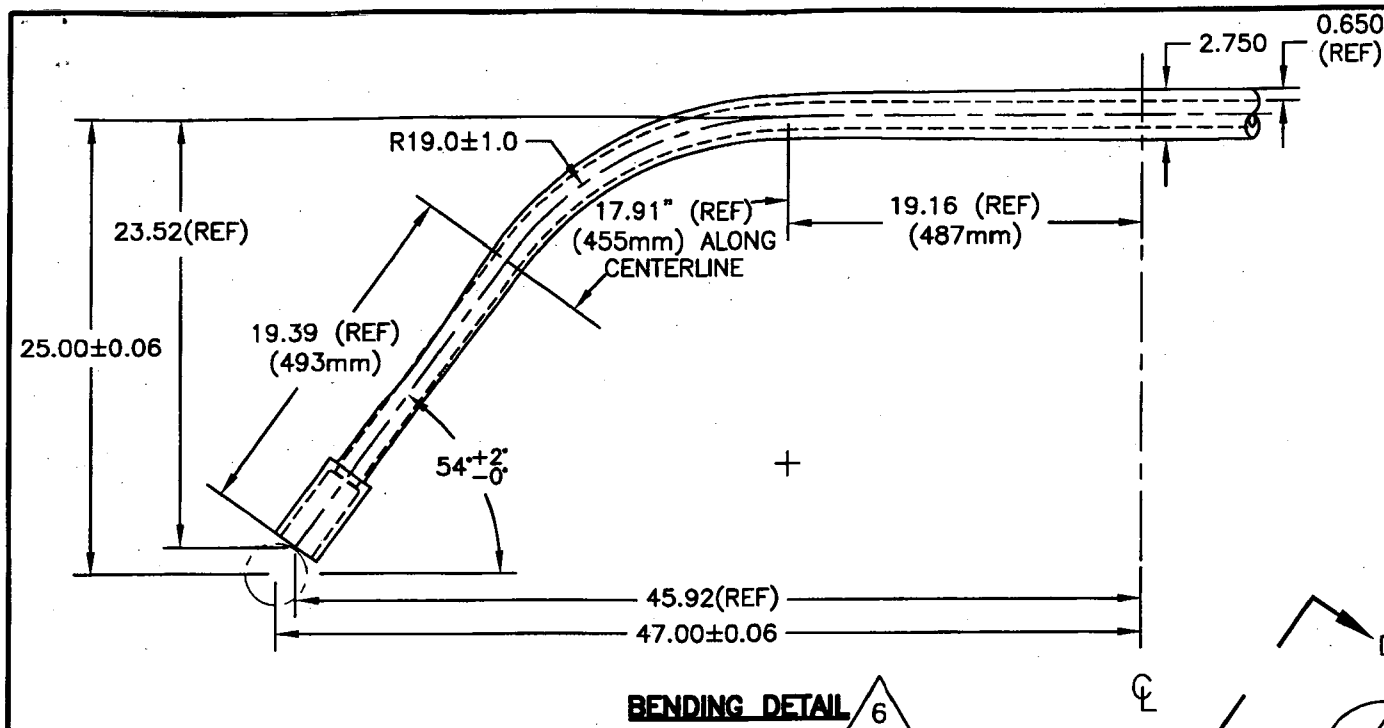 0.650
(REF)
2.750
R19.0±1.0
23.52(REF)
17.91" (REF)
(455mm) ALONG
CENTERLINE
19.16 (REF)
(487mm)
19.39 (REF)
(493mm)
25.00±0.06
54°+2°
-0°
45.92(REF)
47.00±0.06
BENDING DETAIL 6
℄